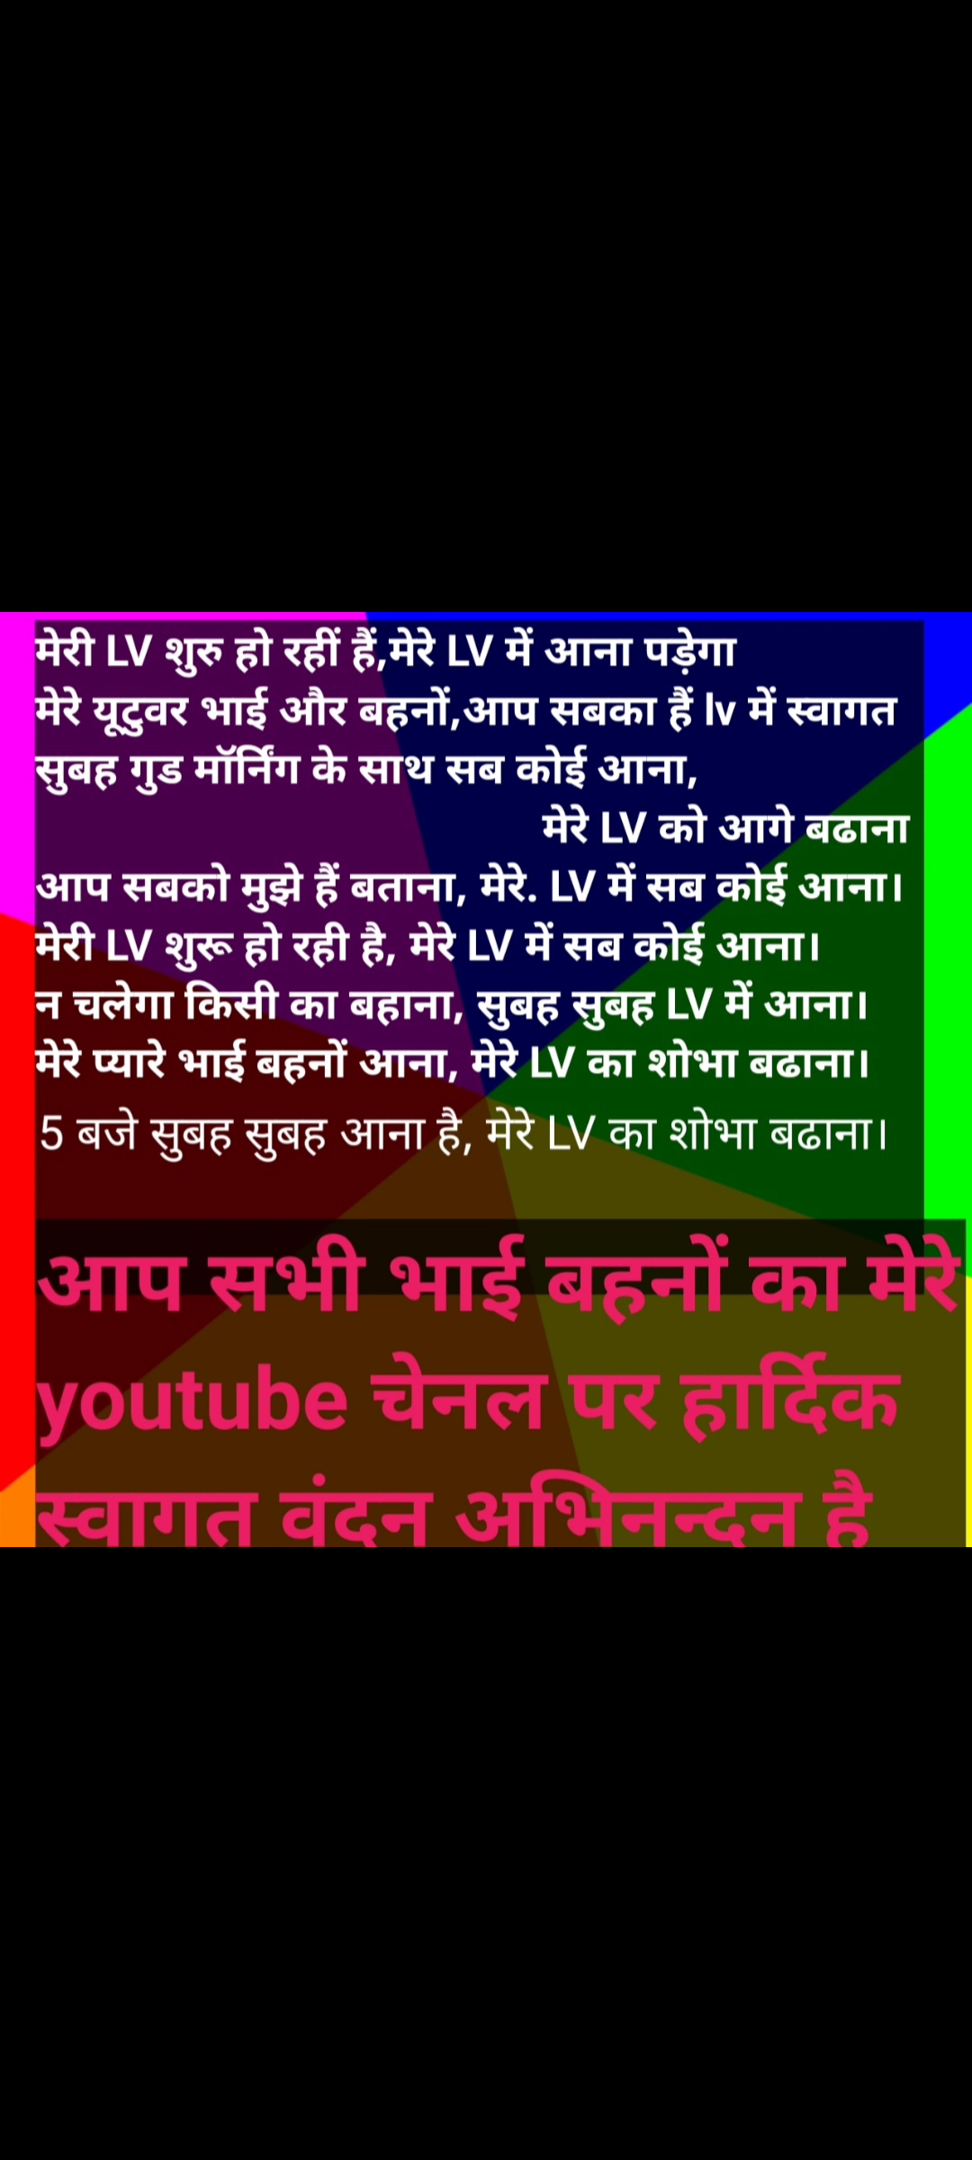 मेरी LV शुरु हो रहीं हैं,मेरे LV में आना पड़ेगा
मेरे यूटुवर भाई और बहनों,आप सबका हैं lv में स्वागत
सुबह गुड मॉर्निंग के साथ सब कोई आना,
मेरे LV को आगे बढाना
आप सबको मुझे हैं बताना, मेरे. LV में सब कोई आना।
मेरी LV शुरू हो रही है, मेरे LV में सब कोई आना।
न चलेगा किसी का बहाना, सुबह सुबह LV में आना।
मेरे प्यारे भाई बहनों आना, मेरे LV का शोभा बढाना।
5 बजे सुबह सुबह आना है, मेरे LV का शोभा बढाना।
आप सभी भाई बहनों का मेरे
youtube चेनल पर हार्दिक
स्वागत वंदन अभिनन्दन है